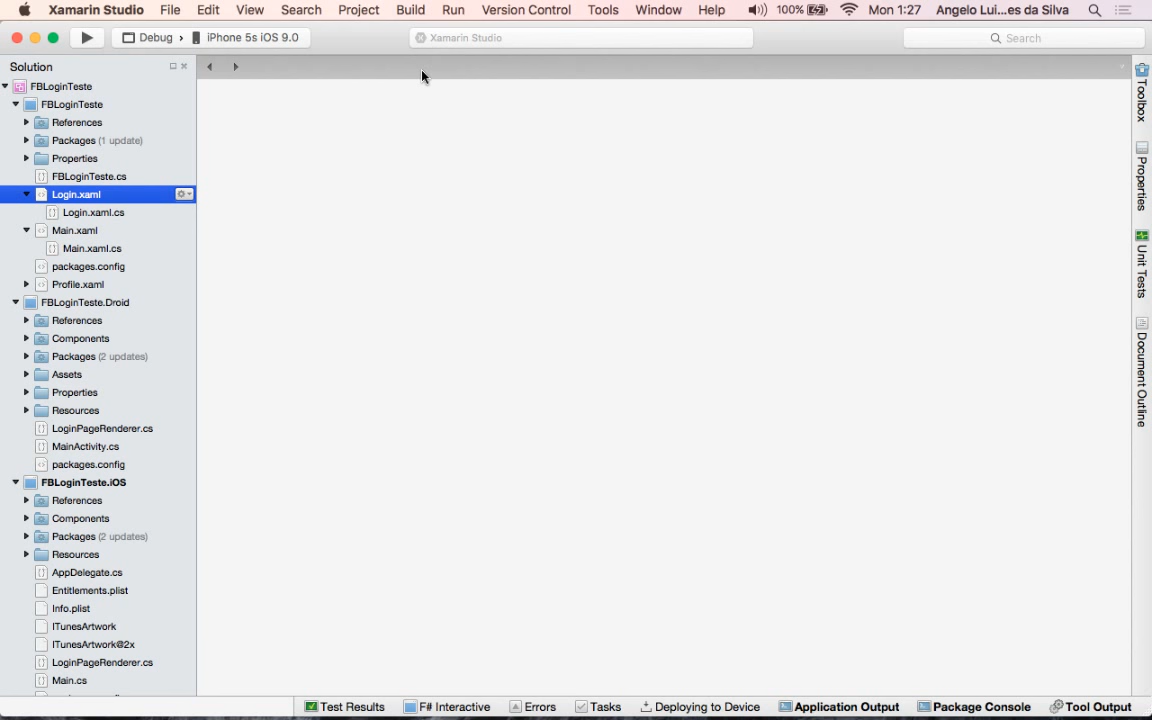 Xamarin Studio File Edit View Search Project Build Run Version Control Tools Window Help 100% Mon 1:27 Angelo Lui...es da Silva
Debug › iPhone 5s iOS 9.0 Xamarin Studio Search
Solution
FBLoginTeste
FBLoginTeste
References
Packages (1 update)
Properties
FBLoginTeste.cs
Login.xaml
Login.xaml.cs
Main.xaml
Main.xaml.cs
packages.config
Profile.xaml
FBLoginTeste.Droid
References
Components
Packages (2 updates)
Assets
Properties
Resources
LoginPageRenderer.cs
MainActivity.cs
packages.config
FBLoginTeste.iOS
References
Components
Packages (2 updates)
Resources
AppDelegate.cs
Entitlements.plist
Info.plist
ITunesArtwork
ITunesArtwork@2x
LoginPageRenderer.cs
Main.cs
Toolbox
Properties
Unit Tests
Document Outline
Test Results F# Interactive Errors Tasks Deploying to Device Application Output Package Console Tool Output